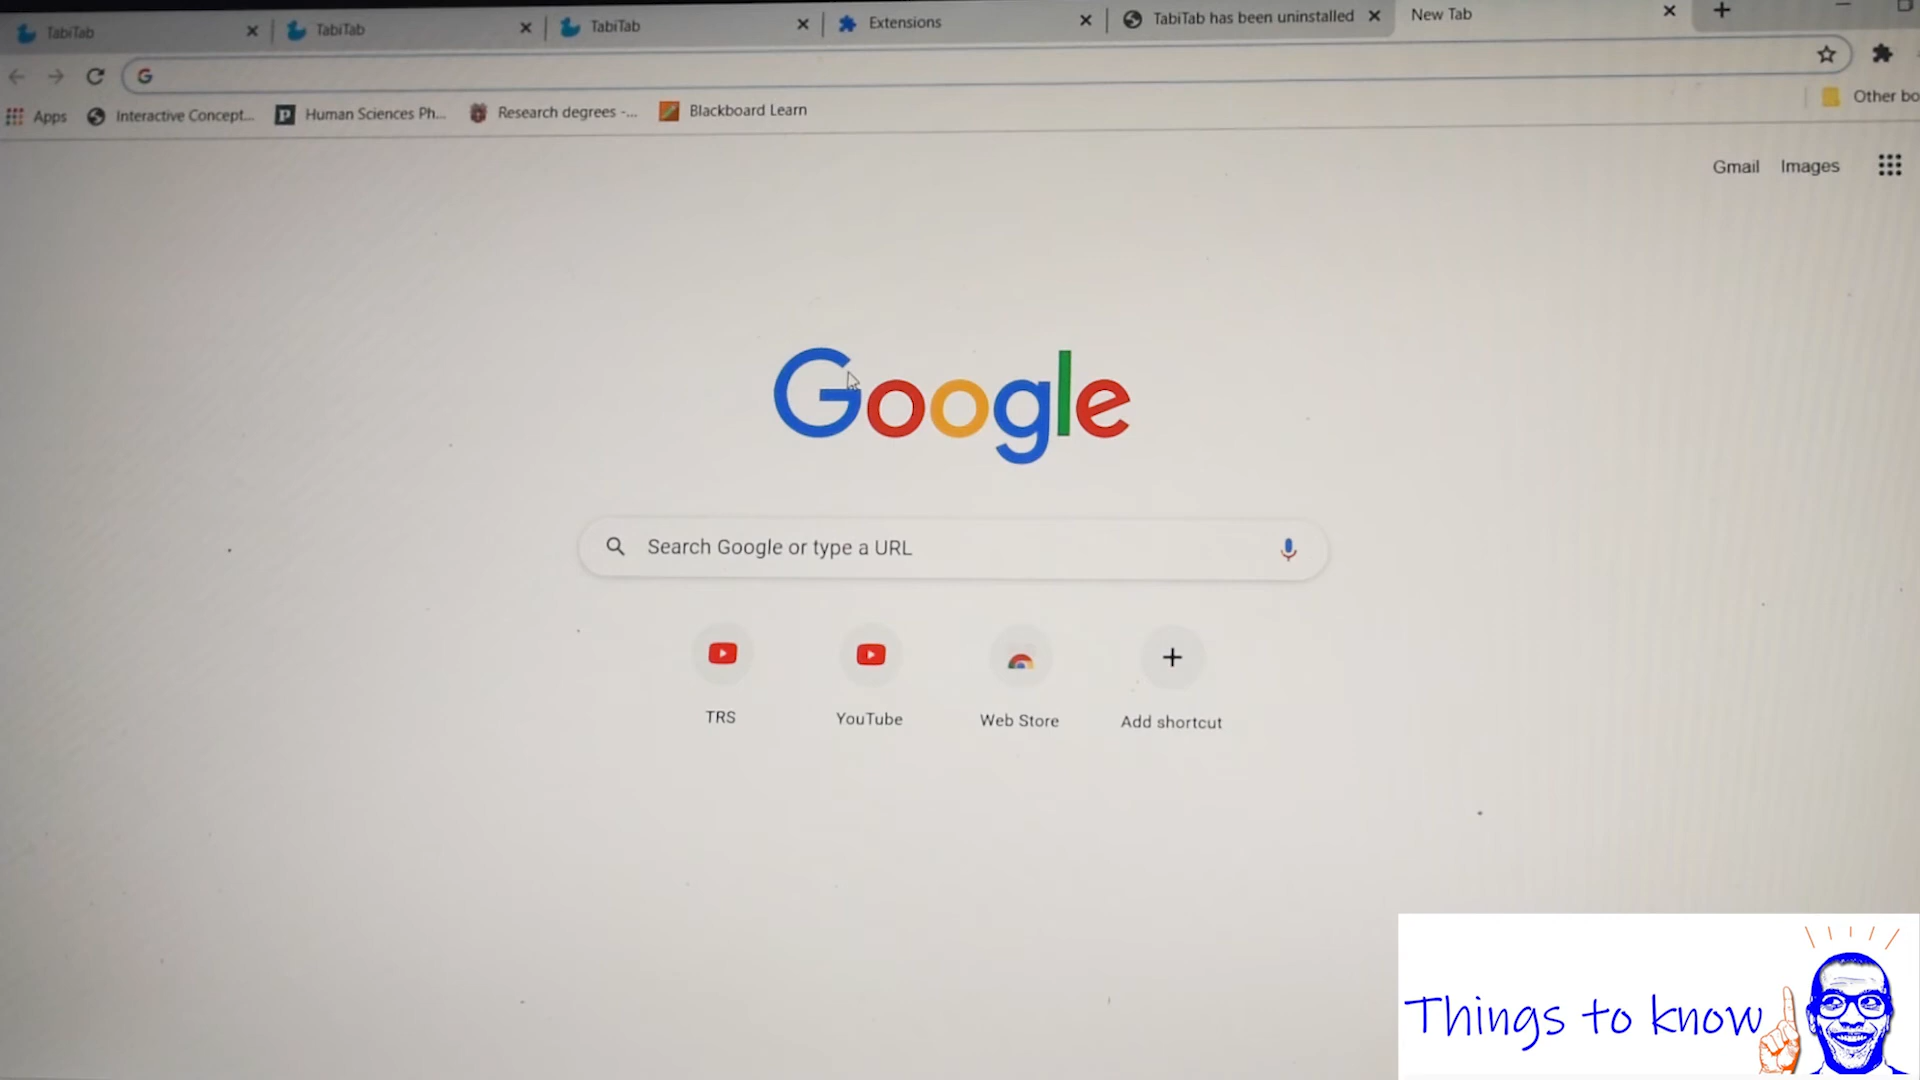 TabiTab
TabiTab
TabiTab
Extensions
TabiTab has been uninstalled
New Tab
Apps
Interactive Concept...
Human Sciences Ph...
Research degrees -...
Blackboard Learn
Other bo
Gmail
Images
Google
Search Google or type a URL
TRS
YouTube
Web Store
Add shortcut
Things to know